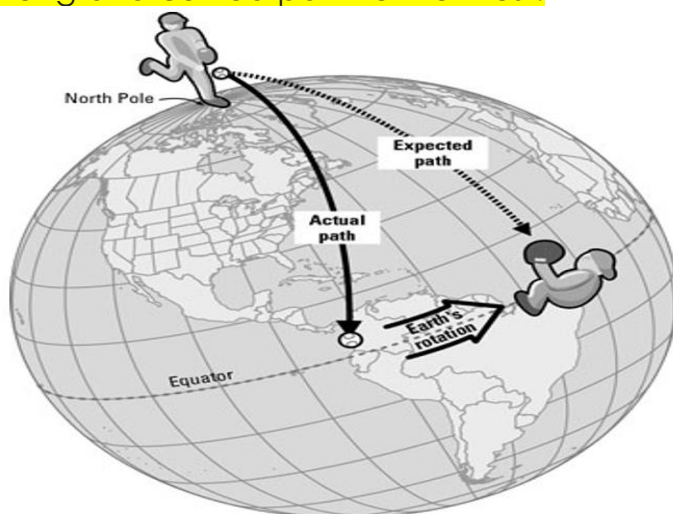 North Pole
Expected
path
Actual
path
Earth's
rotation
Equator